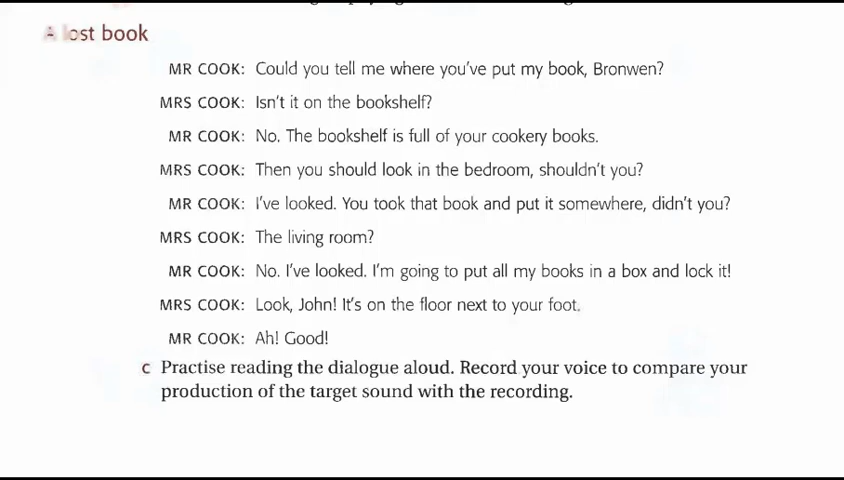 A lost book
MR COOK: Could you tell me where you've put my book, Bronwen?
MRS COOK: Isn't it on the bookshelf?
MR COOK: No. The bookshelf is full of your cookery books.
MRS COOK: Then you should look in the bedroom, shouldn't you?
MR COOK: I've looked. You took that book and put it somewhere, didn't you?
MRS COOK: The living room?
MR COOK: No. I've looked. I'm going to put all my books in a box and lock it!
MRS COOK: Look, John! It's on the floor next to your foot.
MR COOK: Ah! Good!
c Practise reading the dialogue aloud. Record your voice to compare your
production of the target sound with the recording.